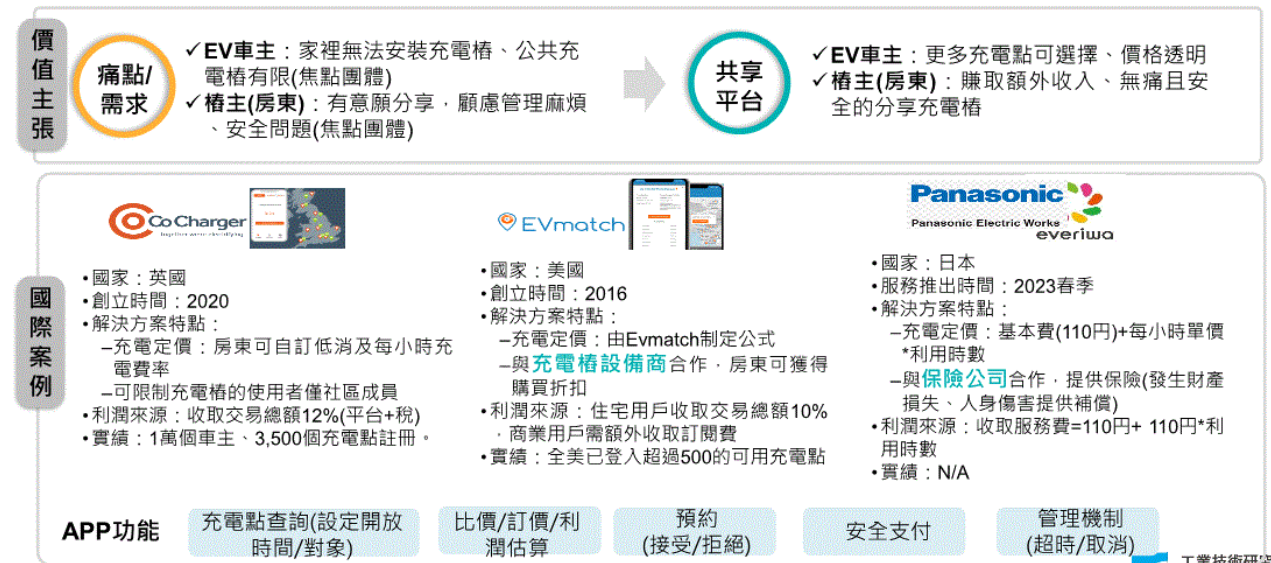 價值主張
痛點/
需求
✓EV車主：家裡無法安裝充電樁、公共充
電樁有限(焦點團體)
✓樁主(房東)：有意願分享，顧慮管理麻煩
、安全問題(焦點團體)
共享
平台
✓EV車主：更多充電點可選擇、價格透明
✓樁主(房東)：賺取額外收入、無痛且安
全的分享充電樁
國際案例
Co Charger
•國家：英國
•創立時間：2020
•解決方案特點：
–充電定價：房東可自訂低消及每小時充
電費率
–可限制充電樁的使用者僅社區成員
•利潤來源：收取交易總額12%(平台+稅)
•實績：1萬個車主、3,500個充電點註冊。
EVmatch
•國家：美國
•創立時間：2016
•解決方案特點：
–充電定價：由Evmatch制定公式
–與充電樁設備商合作，房東可獲得
購買折扣
•利潤來源：住宅用戶收取交易總額10%
，商業用戶需額外收取訂閱費
•實績：全美已登入超過500的可用充電點
Panasonic
Panasonic Electric Works
everiwa
•國家：日本
•服務推出時間：2023春季
•解決方案特點：
–充電定價：基本費(110円)+每小時單價
*利用時數
–與保險公司合作，提供保險(發生財產
損失、人身傷害提供補償)
•利潤來源：收取服務費=110円+ 110円*利
用時數
•實績：N/A
APP功能
充電點查詢(設定開放
時間/對象)
比價/訂價/利
潤估算
預約
(接受/拒絕)
安全支付
管理機制
(超時/取消)
工業技術研究